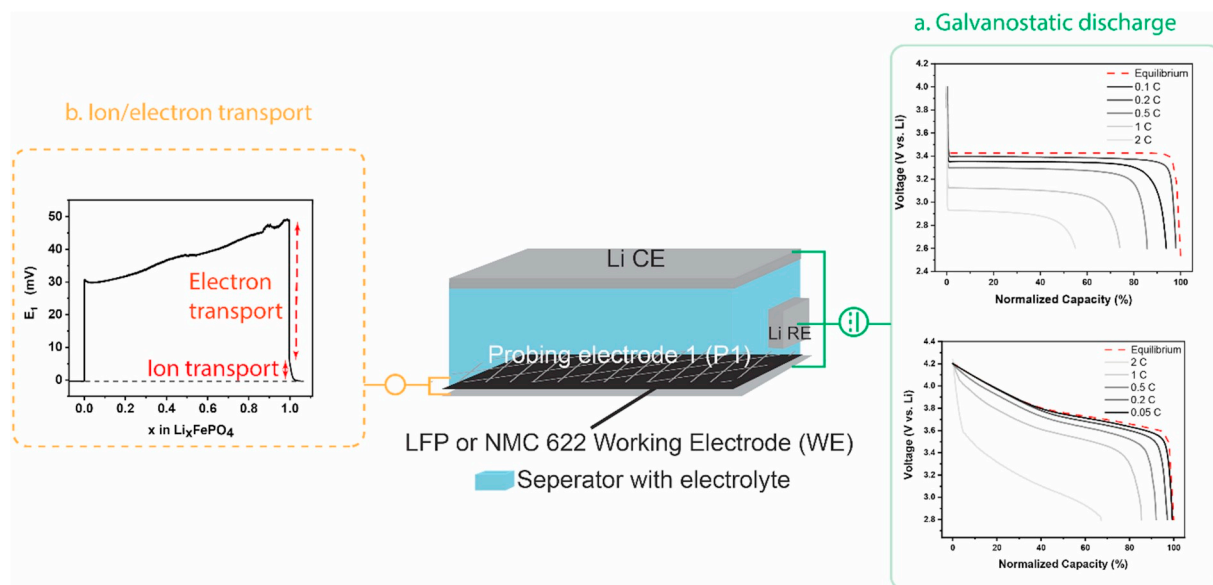 a. Galvanostatic discharge
b. Ion/electron transport
E₁ (mV)
50
40
30
20
10
0
Electron
transport
Ion transport
0.0 0.2 0.4 0.6 0.8 1.0
x in LiₓFePO₄
Li CE
Li RE
Probing electrode 1 (P1)
LFP or NMC 622 Working Electrode (WE)
Seperator with electrolyte
Voltage (V vs. Li)
4.2
4.0
3.8
3.6
3.4
3.2
3.0
2.8
2.6
2.4
Equilibrium
0.1 C
0.2 C
0.5 C
1 C
2 C
0 20 40 60 80 100
Normalized Capacity (%)
Voltage (V vs. Li)
4.4
4.2
4.0
3.8
3.6
3.4
3.2
3.0
2.8
2.6
Equilibrium
2 C
1 C
0.5 C
0.2 C
0.05 C
0 20 40 60 80 100
Normalized Capacity (%)